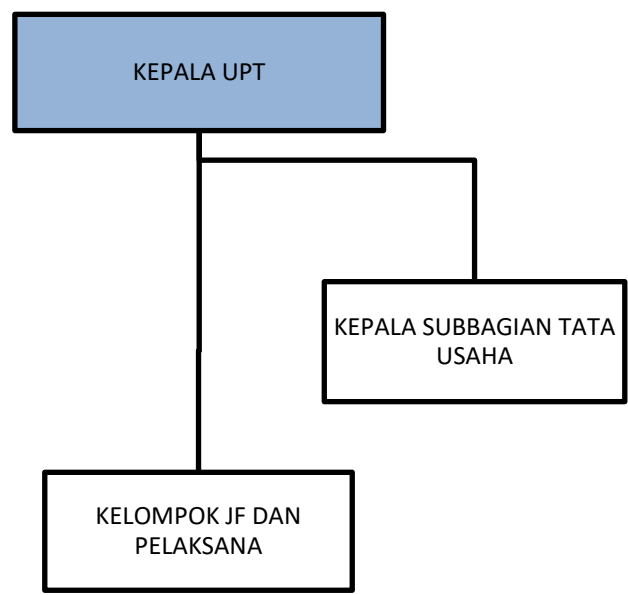 KEPALA UPT
KEPALA SUBBAGIAN TATA
USAHA
KELOMPOK JF DAN
PELAKSANA